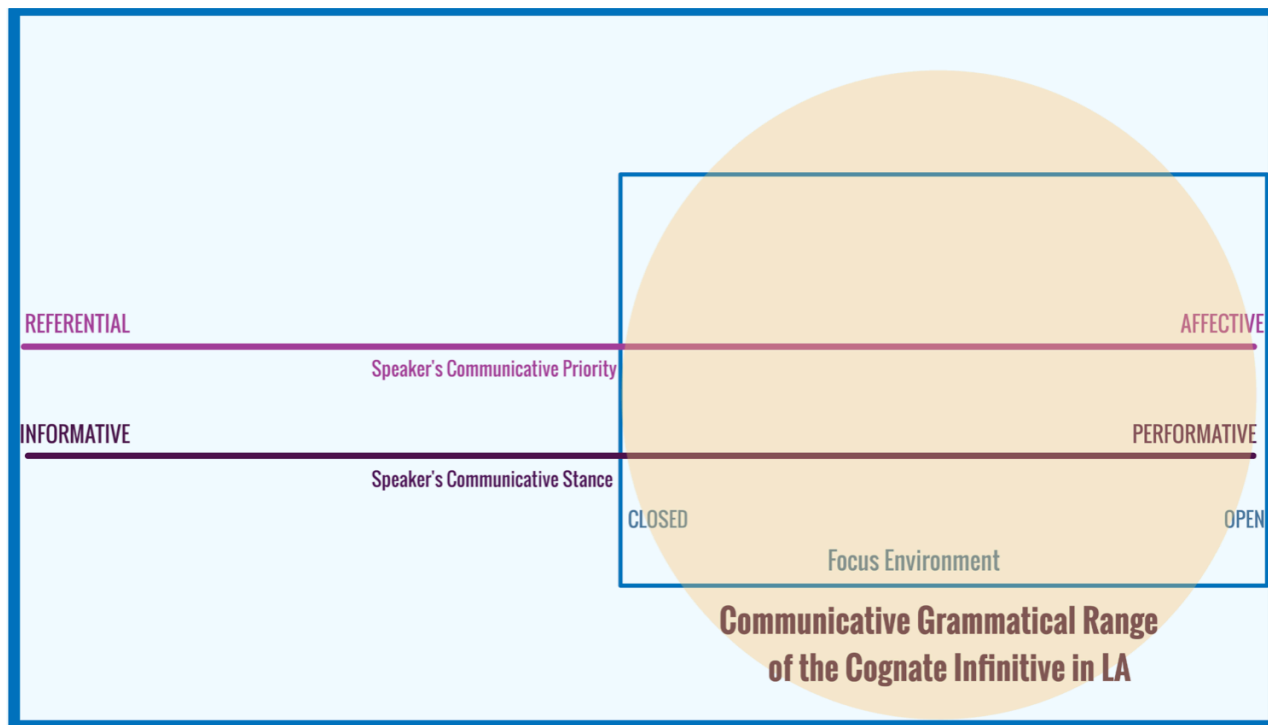 REFERENTIAL
AFFECTIVE
Speaker's Communicative Priority
INFORMATIVE
PERFORMATIVE
Speaker's Communicative Stance
CLOSED
OPEN
Focus Environment
Communicative Grammatical Range
of the Cognate Infinitive in LA